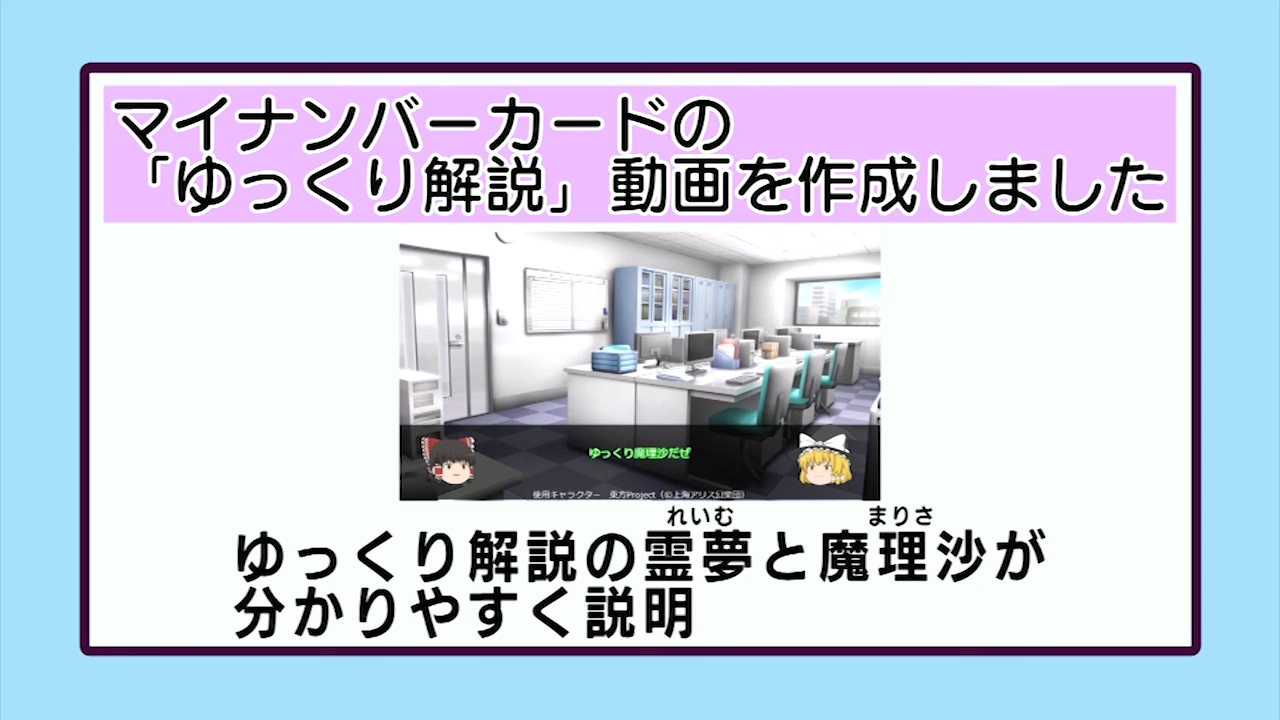 マイナンバーカードの
「ゆっくり解説」動画を作成しました
ゆっくり魔理沙だぜ
使用キャラクター 東方Project（©上海アリス幻楽団）
れいむ まりさ
ゆっくり解説の霊夢と魔理沙が
分かりやすく説明